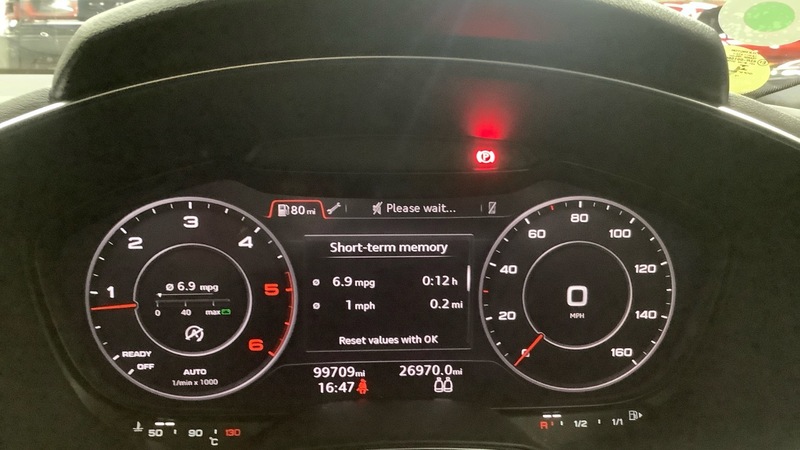 P
80 mi
Please wait...
Short-term memory
ø 6.9 mpg 0:12 h
ø 1 mph 0.2 mi
Reset values with OK
1 2 3 4 5 6
ø 6.9 mpg
0 40 max
A
READY
OFF
AUTO
1/min x 1000
0 20 40 60 80 100 120 140 160
0
MPH
99709mi 26970.0mi
16:47
50 90 130
°C
R 1/2 1/1